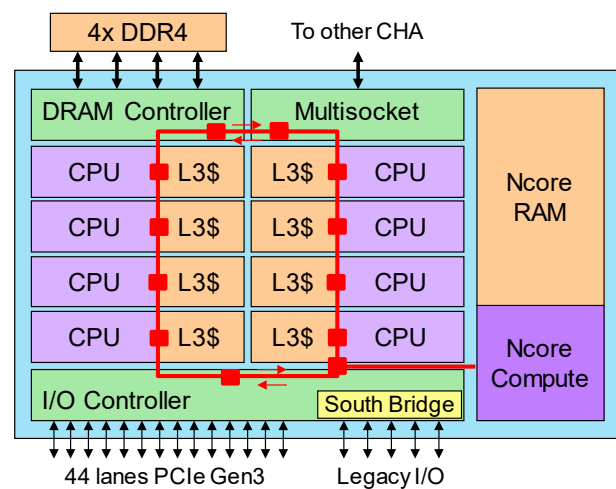 4x DDR4
To other CHA
DRAM Controller
Multisocket
CPU
L3$
L3$
CPU
CPU
L3$
L3$
CPU
CPU
L3$
L3$
CPU
CPU
L3$
L3$
CPU
Ncore
RAM
Ncore
Compute
I/O Controller
South Bridge
44 lanes PCIe Gen3
Legacy I/O